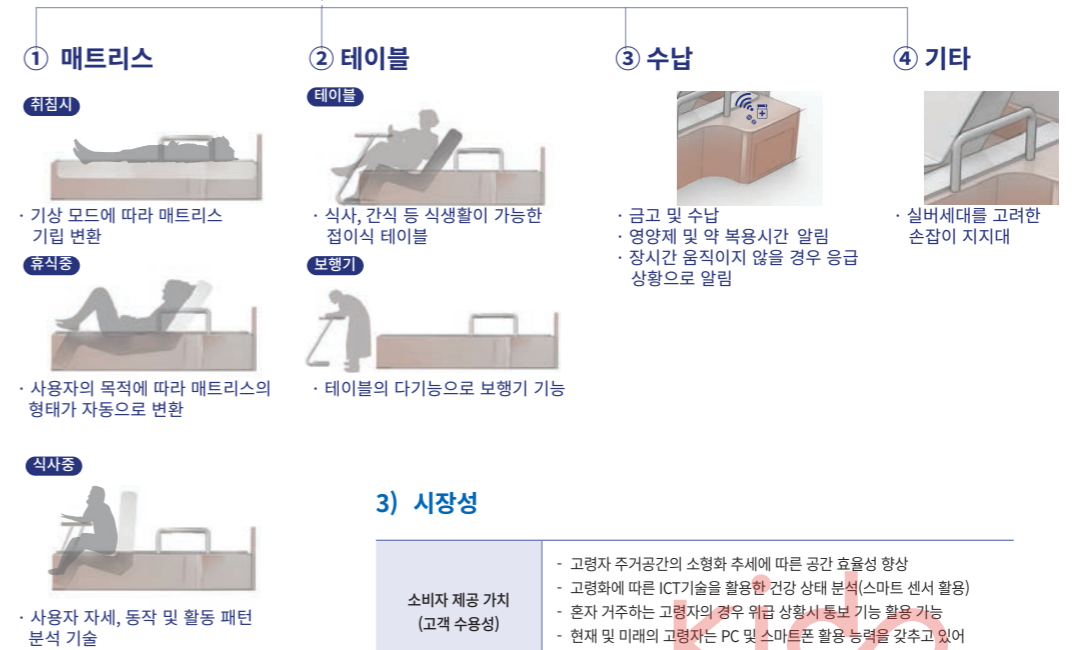 ① 매트리스
취침시
· 기상 모드에 따라 매트리스
기립 변환
휴식중
· 사용자의 목적에 따라 매트리스의
형태가 자동으로 변환
식사중
· 사용자 자세, 동작 및 활동 패턴
분석 기술
② 테이블
테이블
· 식사, 간식 등 식생활이 가능한
접이식 테이블
보행기
· 테이블의 다기능으로 보행기 기능
③ 수납
· 금고 및 수납
· 영양제 및 약 복용시간 알림
· 장시간 움직이지 않을 경우 응급
상황으로 알림
④ 기타
· 실버세대를 고려한
손잡이 지지대
3) 시장성
소비자 제공 가치
(고객 수용성)
- 고령자 주거공간의 소형화 추세에 따른 공간 효율성 향상
- 고령화에 따른 ICT기술을 활용한 건강 상태 분석(스마트 센서 활용)
- 혼자 거주하는 고령자의 경우 위급 상황시 통보 기능 활용 가능
- 현재 및 미래의 고령자는 PC 및 스마트폰 활용 능력을 갖추고 있어